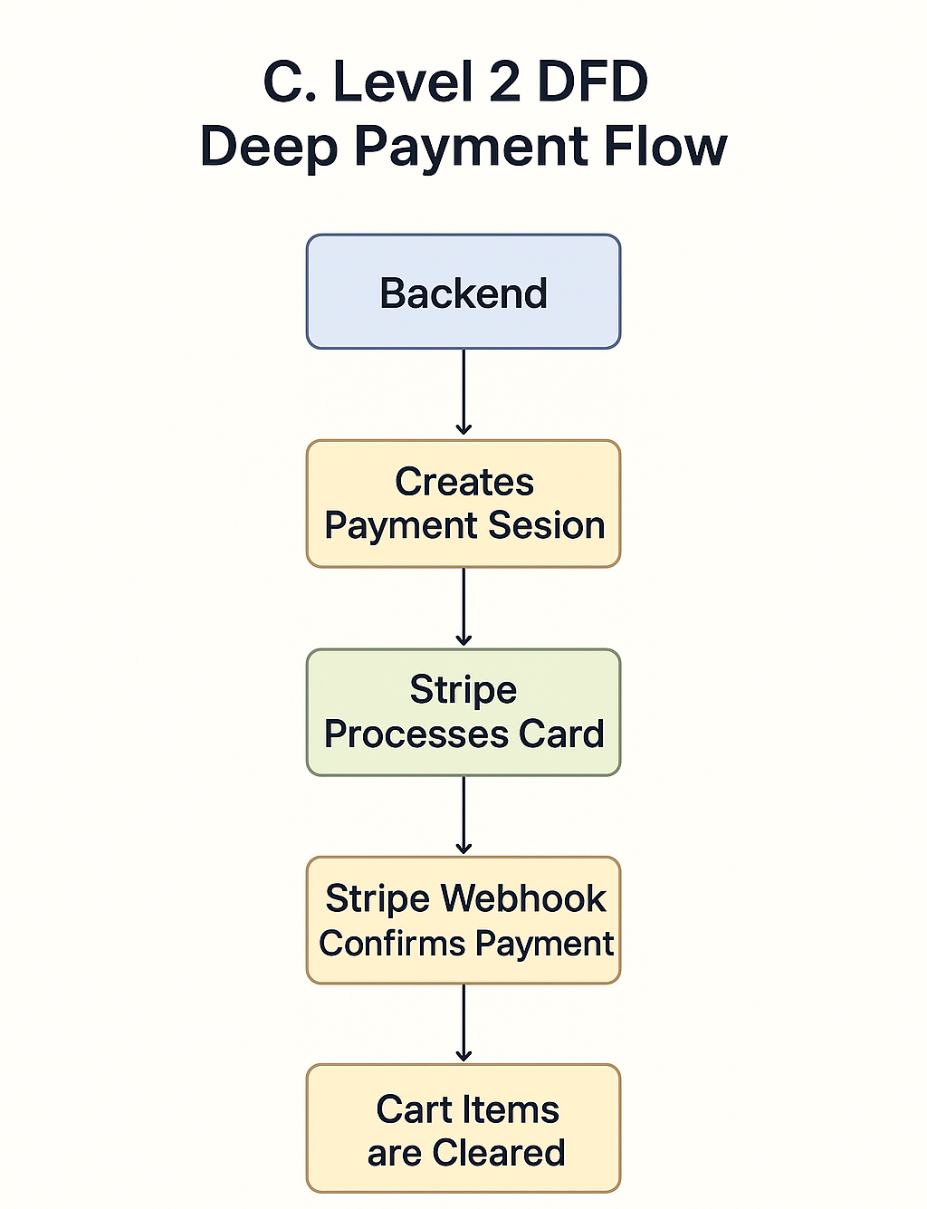 C. Level 2 DFD
Deep Payment Flow
Backend
Creates
Payment Sesion
Stripe
Processes Card
Stripe Webhook
Confirms Payment
Cart Items
are Cleared